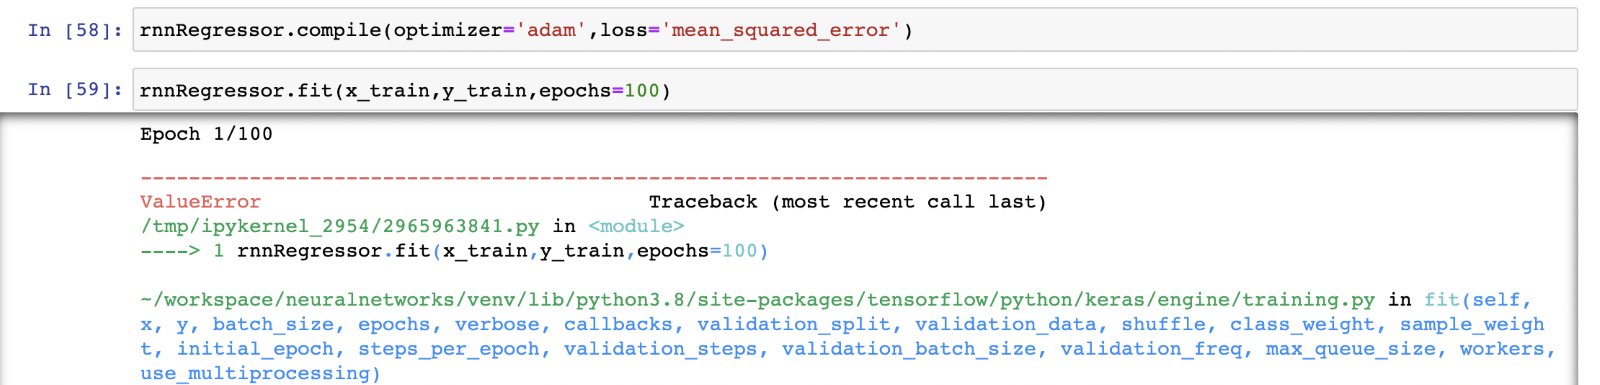 In [58]: rnnRegressor.compile(optimizer='adam',loss='mean_squared_error')
In [59]: rnnRegressor.fit(x_train,y_train,epochs=100)
Epoch 1/100
---------------------------------------------------------------------------
ValueError                                Traceback (most recent call last)
/tmp/ipykernel_2954/2965963841.py in <module>
----> 1 rnnRegressor.fit(x_train,y_train,epochs=100)
~/workspace/neuralnetworks/venv/lib/python3.8/site-packages/tensorflow/python/keras/engine/training.py in fit(self,
x, y, batch_size, epochs, verbose, callbacks, validation_split, validation_data, shuffle, class_weight, sample_weigh
t, initial_epoch, steps_per_epoch, validation_steps, validation_batch_size, validation_freq, max_queue_size, workers,
use_multiprocessing)